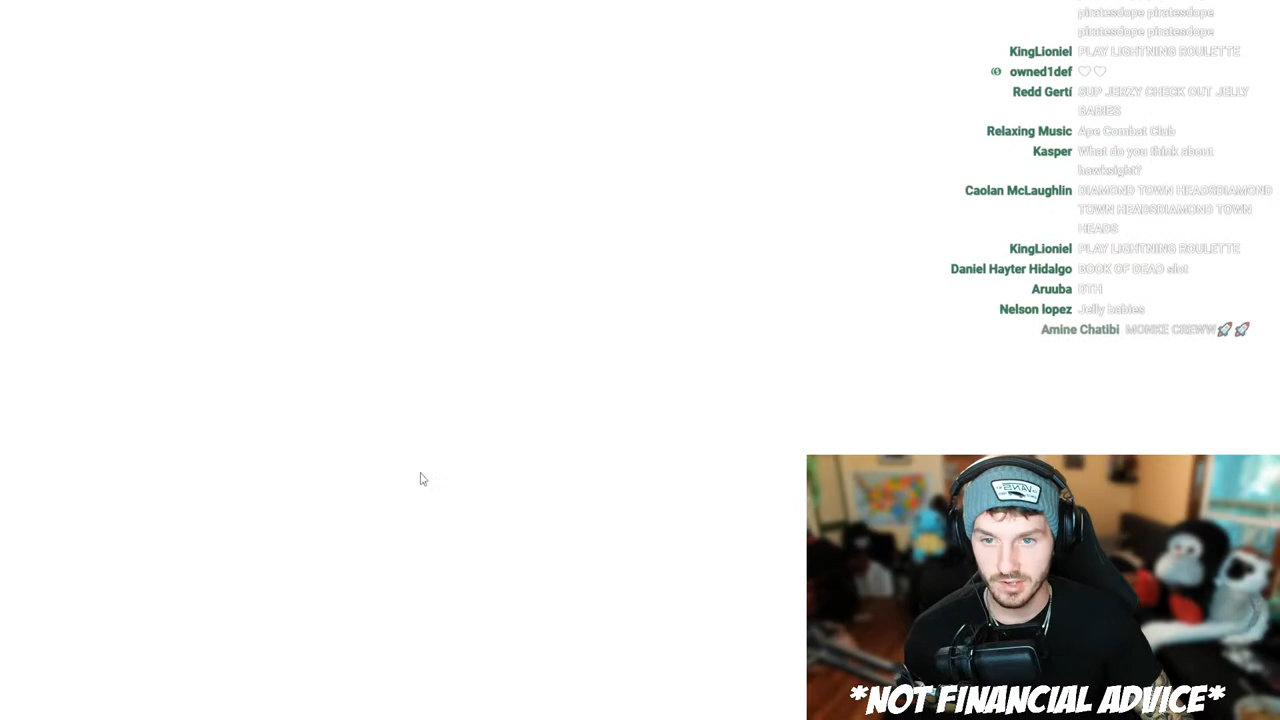 piratesdope piratesdope
piratesdope piratesdope
KingLioniel PLAY LIGHTNING ROULETTE
owned1def
Redd Gertí SUP JERZY CHECK OUT JELLY
BABIES
Relaxing Music Ape Combat Club
Kasper What do you think about
hawksight?
Caolan McLaughlin DIAMOND TOWN HEADSDIAMOND
TOWN HEADSDIAMOND TOWN
HEADS
KingLioniel PLAY LIGHTNING ROULETTE
Daniel Hayter Hidalgo BOOK OF DEAD slot
Aruuba DTH
Nelson lopez Jelly babies
Amine Chatibi MONKE CREWW🚀🚀
*NOT FINANCIAL ADVICE*